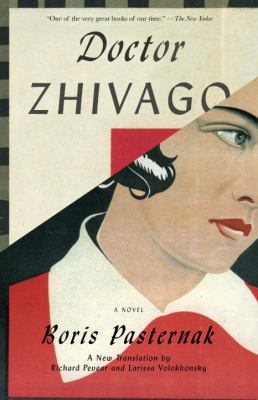 "One of the very great books of our time." — The New Yorker
Doctor
ZHIVAGO
A NOVEL
Boris Pasternak
A New Translation by
Richard Pevear and Larissa Volokhonsky